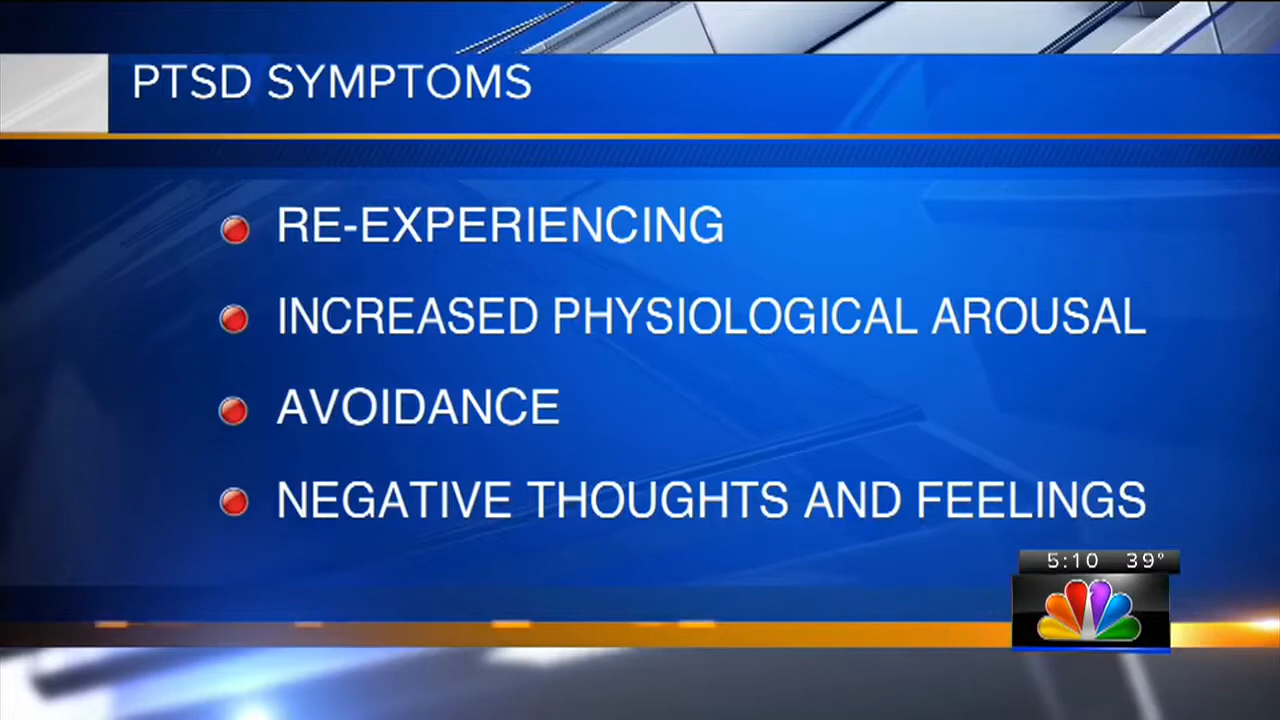 PTSD SYMPTOMS
RE-EXPERIENCING
INCREASED PHYSIOLOGICAL AROUSAL
AVOIDANCE
NEGATIVE THOUGHTS AND FEELINGS
5:10 39°